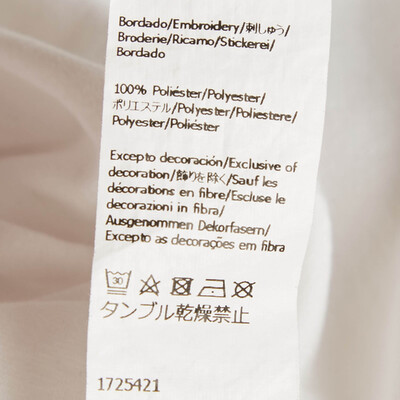 Bordado/Embroidery/刺しゅう/
Broderie/Ricamo/Stickerei/
Bordado
100% Poliéster/Polyester/
ポリエステル/Polyester/Poliestere/
Polyester/Poliéster
Excepto decoración/Exclusive of
decoration/飾りを除く/Sauf les
décorations en fibre/Escluse le
decorazioni in fibra/
Ausgenommen Dekorfasern/
Excepto as decorações em fibra
30
タンブル乾燥禁止
1725421